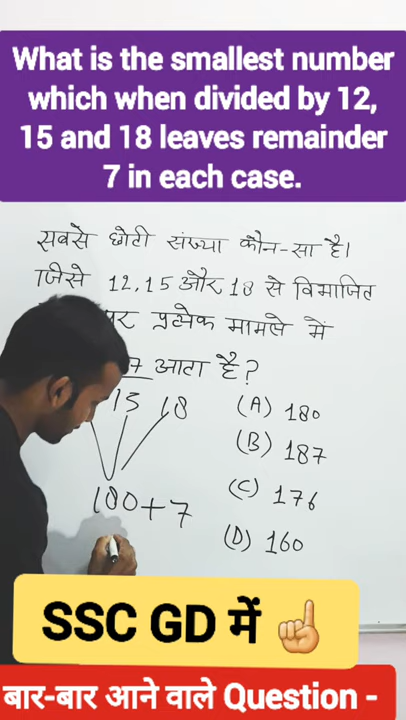 What is the smallest number
which when divided by 12,
15 and 18 leaves remainder
7 in each case.
सबसे छोटी संख्या कौन-सा है।
जिसे 12,15 और 18 से विभाजित
पर प्रत्येक मामले में
7 आता है?
15 18
(A) 180
(B) 187
(C) 176
(D) 160
180+7
SSC GD में ☝
बार-बार आने वाले Question -